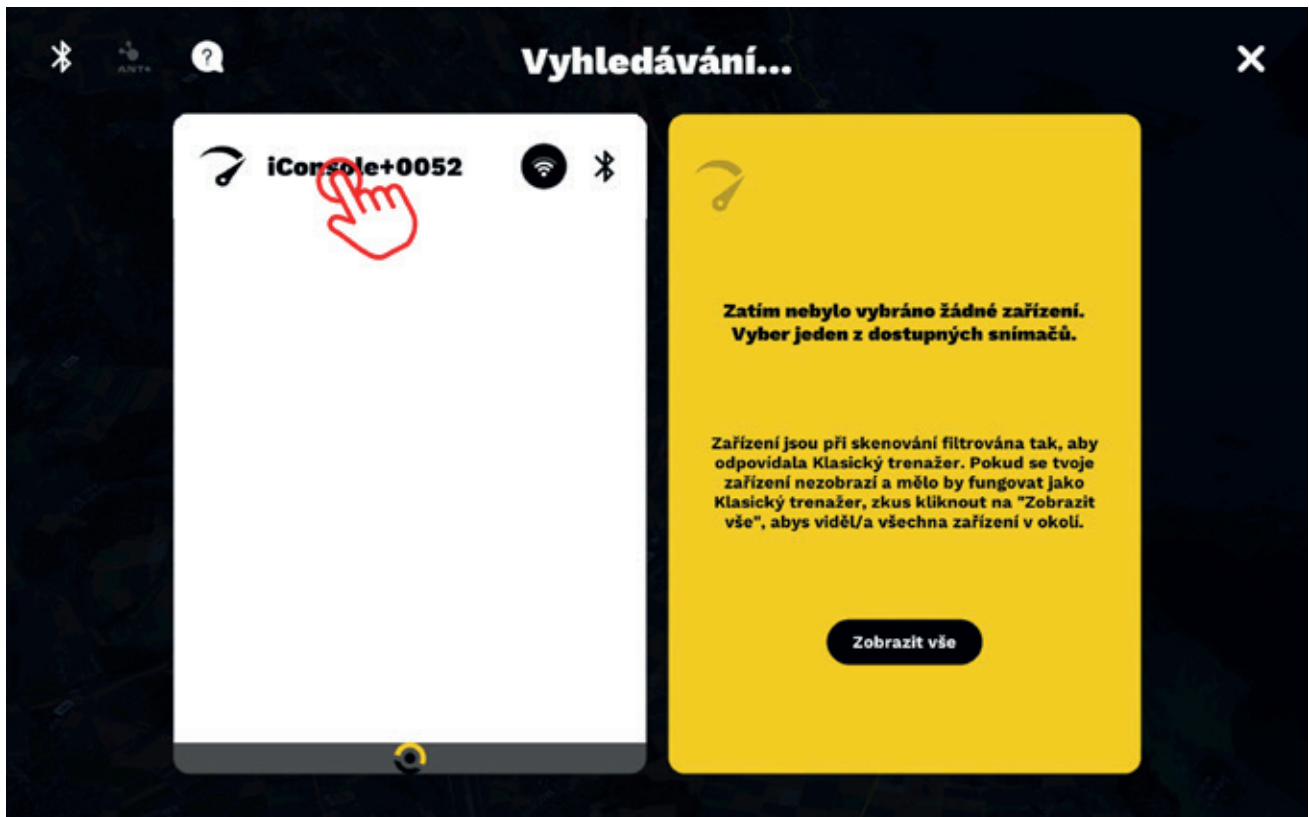 ANT+
?
Vyhledávání...
iConsole+0052
Zatím nebylo vybráno žádné zařízení.
Vyber jeden z dostupných snímačů.
Zařízení jsou při skenování filtrována tak, aby
odpovídala Klasický trenažer. Pokud se tvoje
zařízení nezobrazí a mělo by fungovat jako
Klasický trenažer, zkus kliknout na "Zobrazit
vše", abys viděl/a všechna zařízení v okolí.
Zobrazit vše